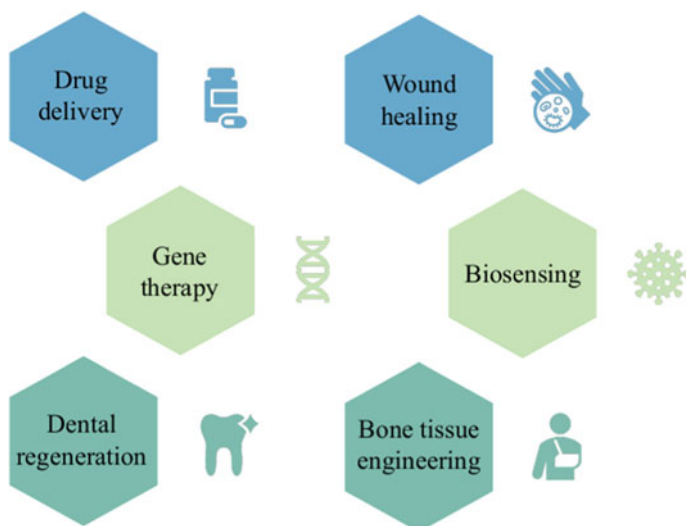 Drug
delivery
Wound
healing
Gene
therapy
Biosensing
Dental
regeneration
Bone tissue
engineering